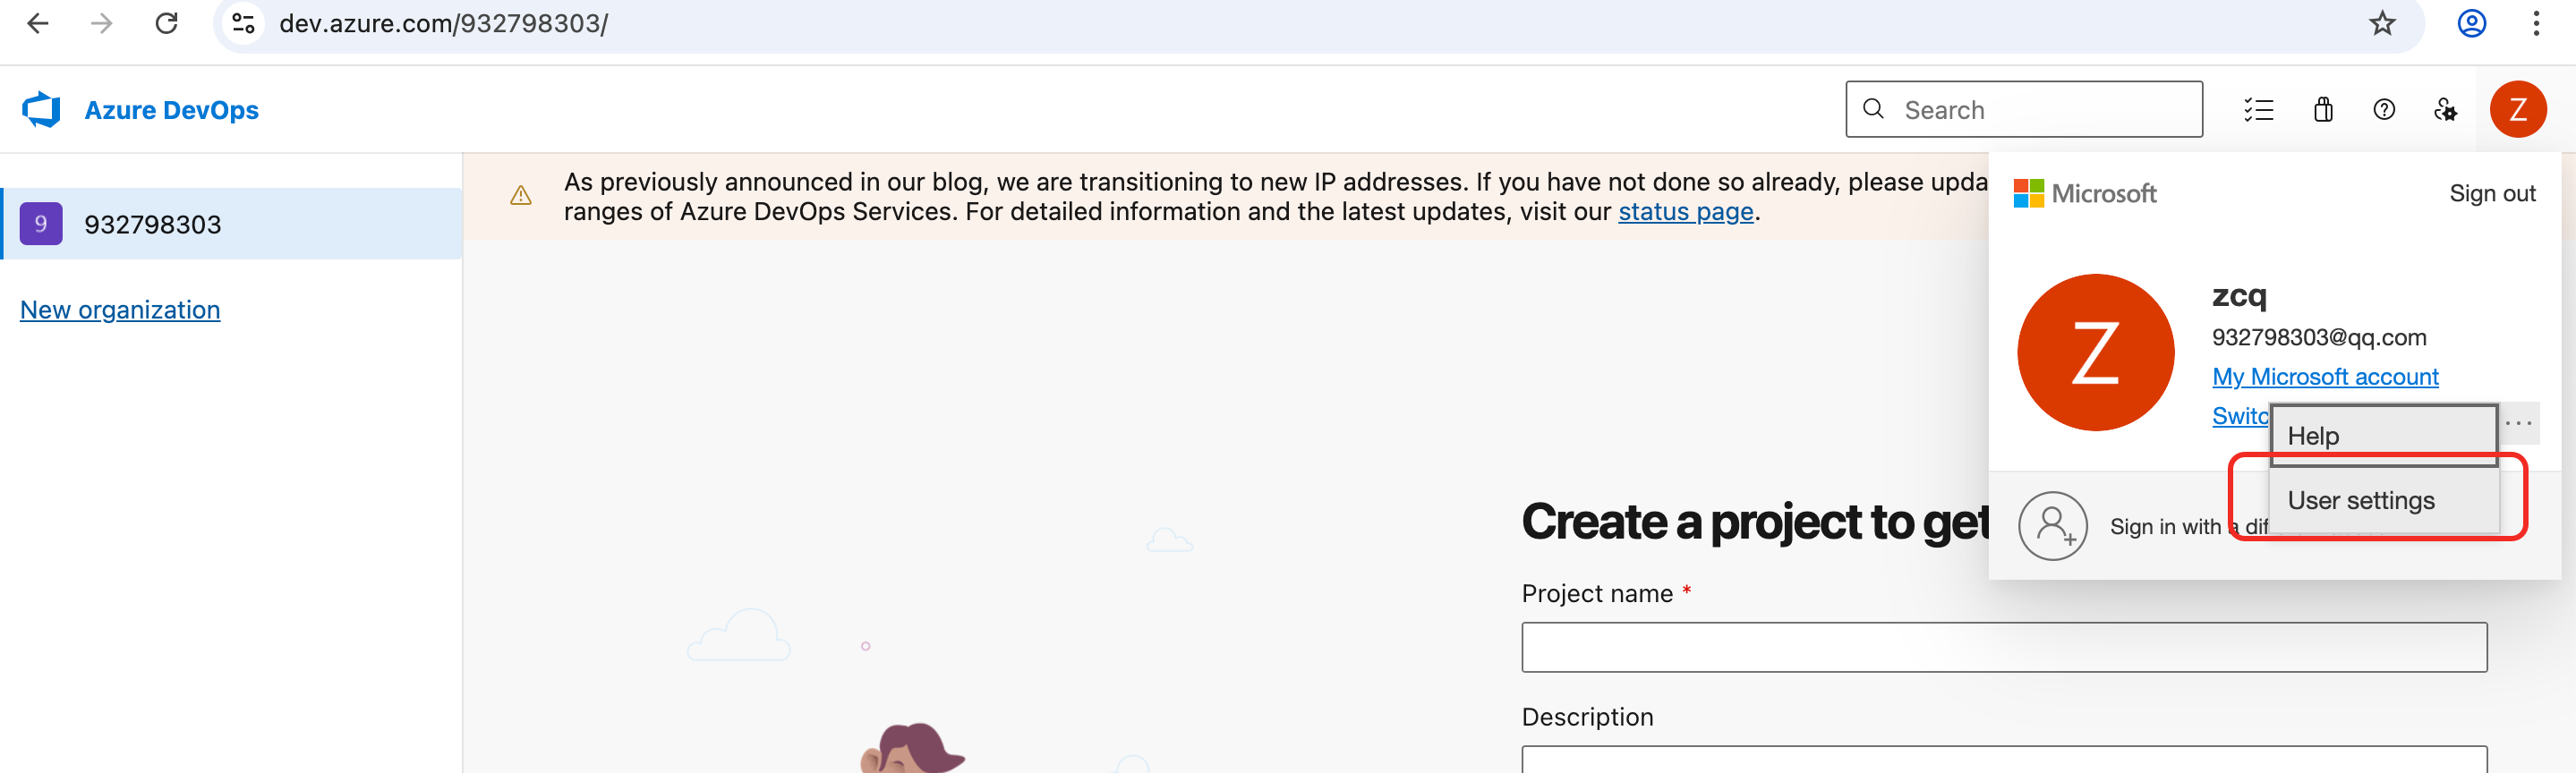 dev.azure.com/932798303/
Azure DevOps
Search
Z
9
932798303
New organization
As previously announced in our blog, we are transitioning to new IP addresses. If you have not done so already, please upda
ranges of Azure DevOps Services. For detailed information and the latest updates, visit our status page.
Microsoft
Sign out
Z
zcq
932798303@qq.com
My Microsoft account
Switc
Help
User settings
Sign in with a dif
Create a project to get
Project name *
Description